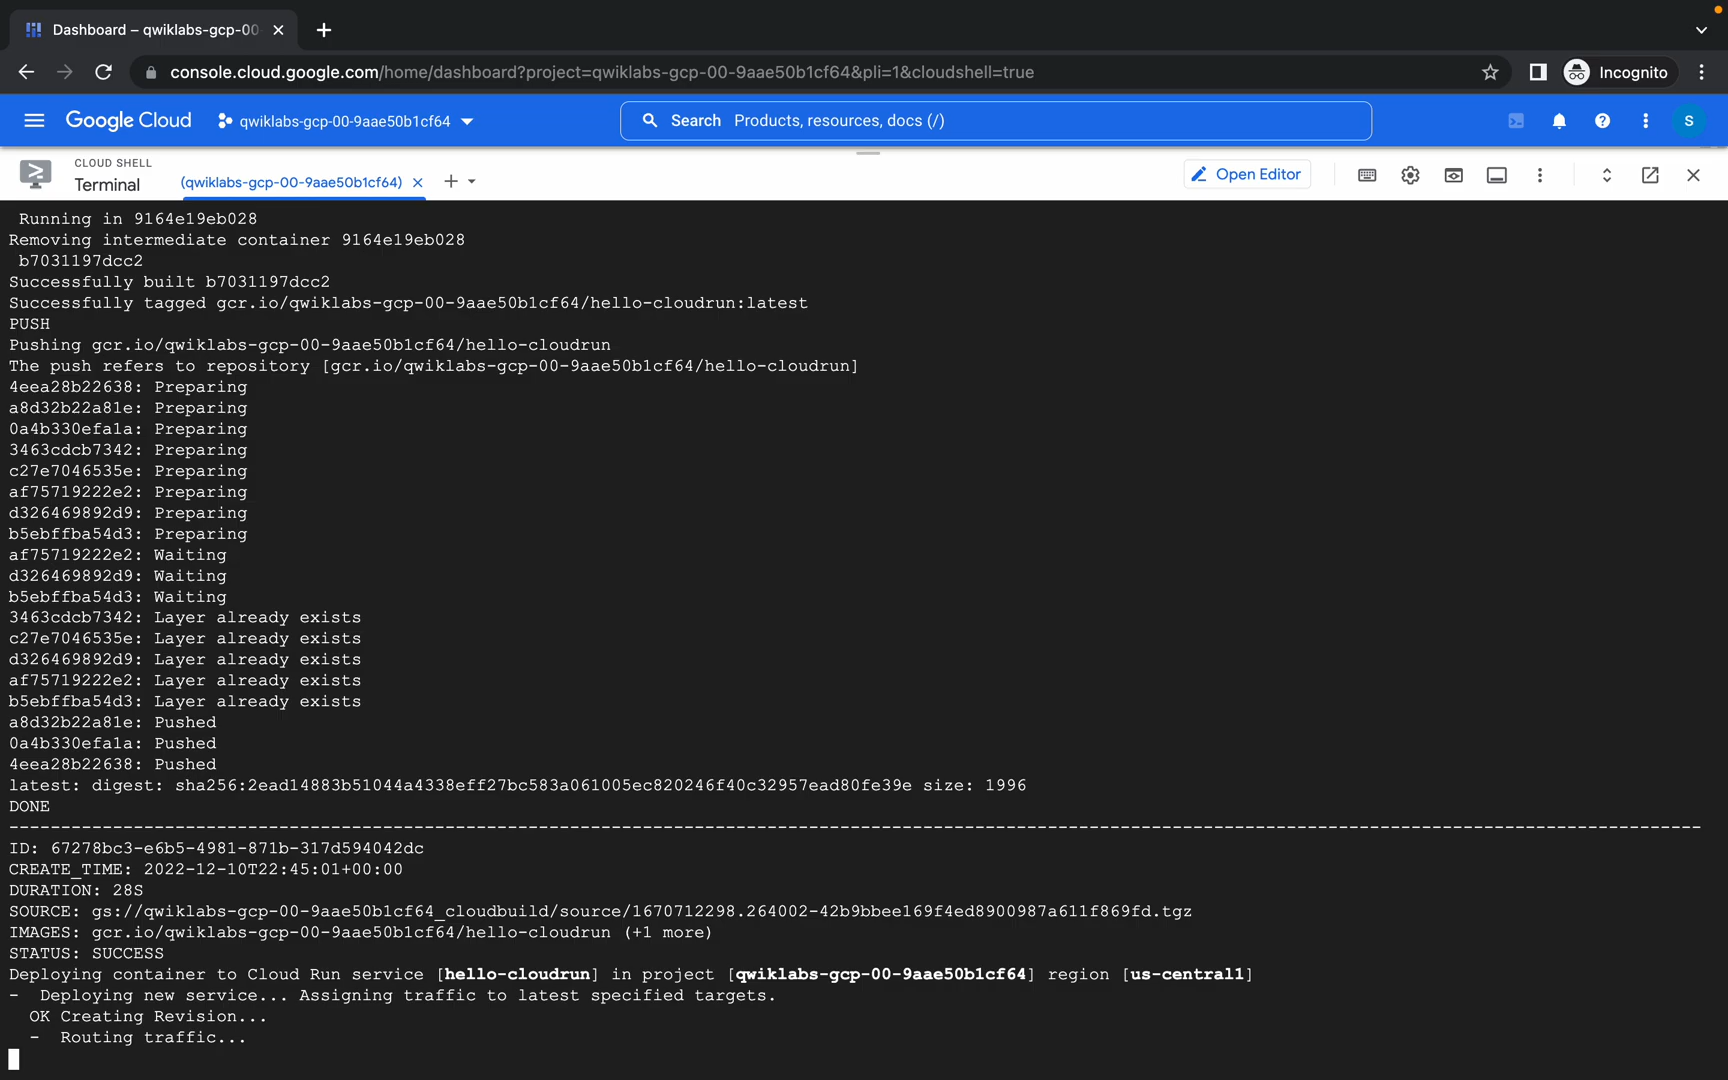 Dashboard – qwiklabs-gcp-00
console.cloud.google.com/home/dashboard?project=qwiklabs-gcp-00-9aae50b1cf64&pli=1&cloudshell=true
Incognito
Google Cloud
qwiklabs-gcp-00-9aae50b1cf64
Search Products, resources, docs (/)
S
CLOUD SHELL
Terminal
(qwiklabs-gcp-00-9aae50b1cf64)
Open Editor
Running in 9164e19eb028
Removing intermediate container 9164e19eb028
b7031197dcc2
Successfully built b7031197dcc2
Successfully tagged gcr.io/qwiklabs-gcp-00-9aae50b1cf64/hello-cloudrun:latest
PUSH
Pushing gcr.io/qwiklabs-gcp-00-9aae50b1cf64/hello-cloudrun
The push refers to repository [gcr.io/qwiklabs-gcp-00-9aae50b1cf64/hello-cloudrun]
4eea28b22638: Preparing
a8d32b22a81e: Preparing
0a4b330efa1a: Preparing
3463cdcb7342: Preparing
c27e7046535e: Preparing
af75719222e2: Preparing
d326469892d9: Preparing
b5ebffba54d3: Preparing
af75719222e2: Waiting
d326469892d9: Waiting
b5ebffba54d3: Waiting
3463cdcb7342: Layer already exists
c27e7046535e: Layer already exists
d326469892d9: Layer already exists
af75719222e2: Layer already exists
b5ebffba54d3: Layer already exists
a8d32b22a81e: Pushed
0a4b330efa1a: Pushed
4eea28b22638: Pushed
latest: digest: sha256:2ead14883b51044a4338eff27bc583a061005ec820246f40c32957ead80fe39e size: 1996
DONE
--------------------------------------------------------------------------------------------------------------------------------------------------------------------
ID: 67278bc3-e6b5-4981-871b-317d594042dc
CREATE_TIME: 2022-12-10T22:45:01+00:00
DURATION: 28S
SOURCE: gs://qwiklabs-gcp-00-9aae50b1cf64_cloudbuild/source/1670712298.264002-42b9bbee169f4ed8900987a611f869fd.tgz
IMAGES: gcr.io/qwiklabs-gcp-00-9aae50b1cf64/hello-cloudrun (+1 more)
STATUS: SUCCESS
Deploying container to Cloud Run service [hello-cloudrun] in project [qwiklabs-gcp-00-9aae50b1cf64] region [us-central1]
- Deploying new service... Assigning traffic to latest specified targets.
OK Creating Revision...
- Routing traffic...